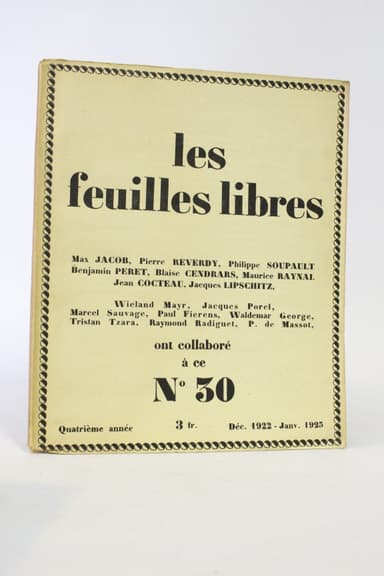 les
feuilles libres
Max JACOB, Pierre REVERDY, Philippe SOUPAULT
Benjamin PERET, Blaise CENDRARS, Maurice RAYNAL
Jean COCTEAU, Jacques LIPSCHITZ,
Wieland Mayr, Jacques Porel,
Marcel Sauvage, Paul Fierens, Waldemar George,
Tristan Tzara, Raymond Radiguet, P. de Massot,
ont collaboré
à ce
N° 30
Quatrième année 3 fr. Déc. 1922 - Janv. 1923